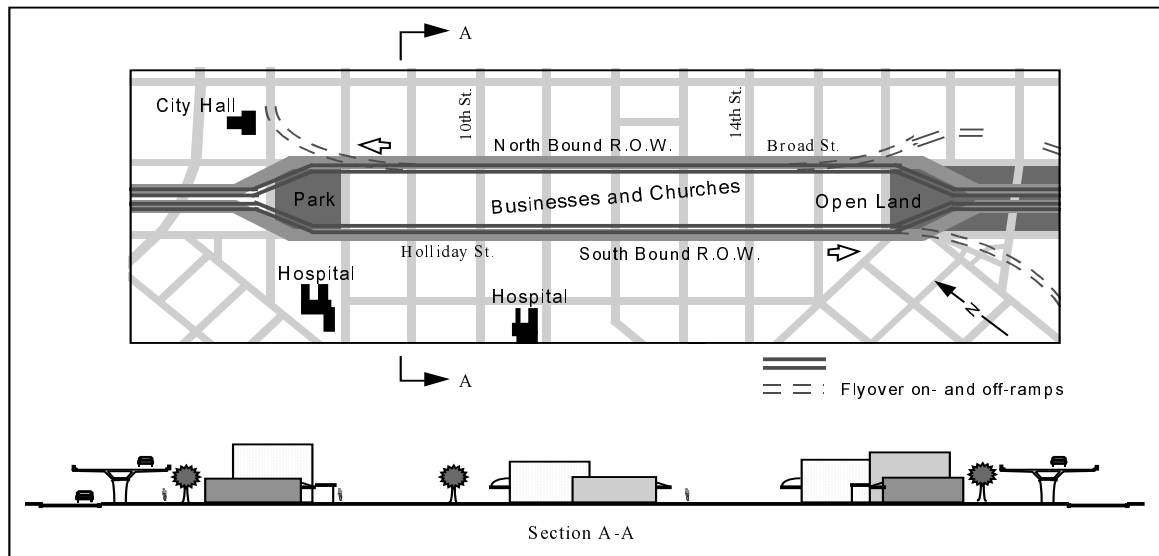 A
City Hall
10th St.
14th St.
North Bound R.O.W.
Broad St.
Park
Businesses and Churches
Open Land
Holliday St.
South Bound R.O.W.
Hospital
Hospital
N
A
Flyover on- and off-ramps
Section A-A